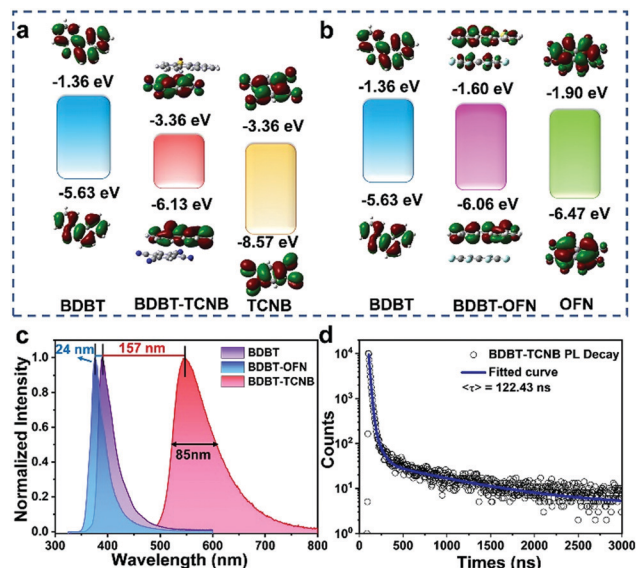 a
b
-1.36 eV
-3.36 eV
-3.36 eV
-1.36 eV
-1.60 eV
-1.90 eV
-5.63 eV
-6.13 eV
-8.57 eV
-5.63 eV
-6.06 eV
-6.47 eV
BDBT
BDBT-TCNB
TCNB
BDBT
BDBT-OFN
OFN
c
24 nm
157 nm
BDBT
BDBT-OFN
BDBT-TCNB
85nm
Normalized Intensity
1.0
0.8
0.6
0.4
0.2
0.0
300 400 500 600 700 800
Wavelength (nm)
d
BDBT-TCNB PL Decay
Fitted curve
<τ> = 122.43 ns
Counts
10⁴
10³
10²
10¹
10⁰
0 500 1000 1500 2000 2500 3000
Times (ns)